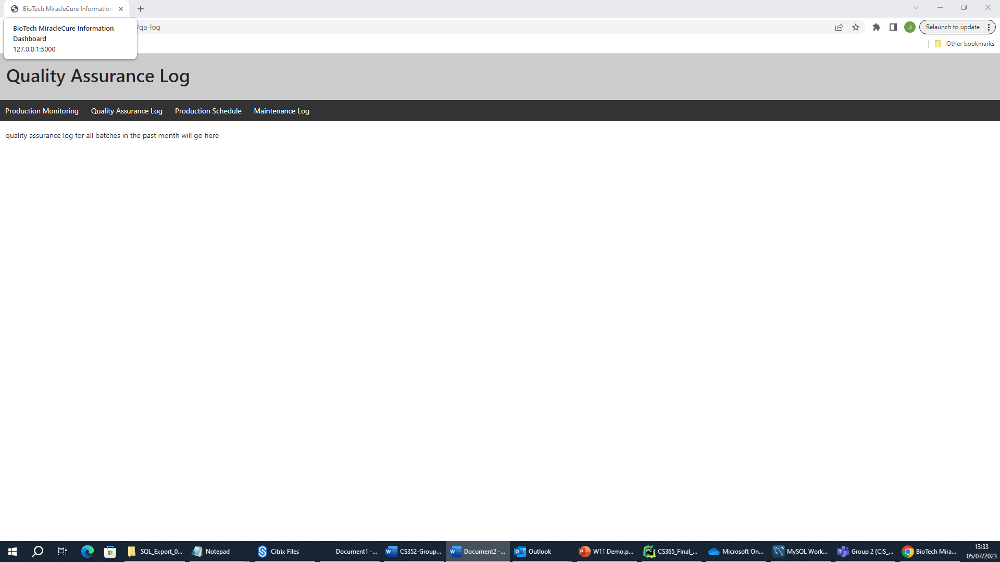 BioTech MiracleCure Information
BioTech MiracleCure Information
Dashboard
127.0.0.1:5000
/qa-log
J
Relaunch to update
Other bookmarks
Quality Assurance Log
Production Monitoring
Quality Assurance Log
Production Schedule
Maintenance Log
quality assurance log for all batches in the past month will go here
SQL_Export_0...
Notepad
Citrix Files
Document1 -...
CS352-Group...
Document2 -...
Outlook
W11 Demo.p...
CS365_Final_...
Microsoft On...
MySQL Work...
Group 2 (CIS_...
BioTech Mira...
13:33
05/07/2023